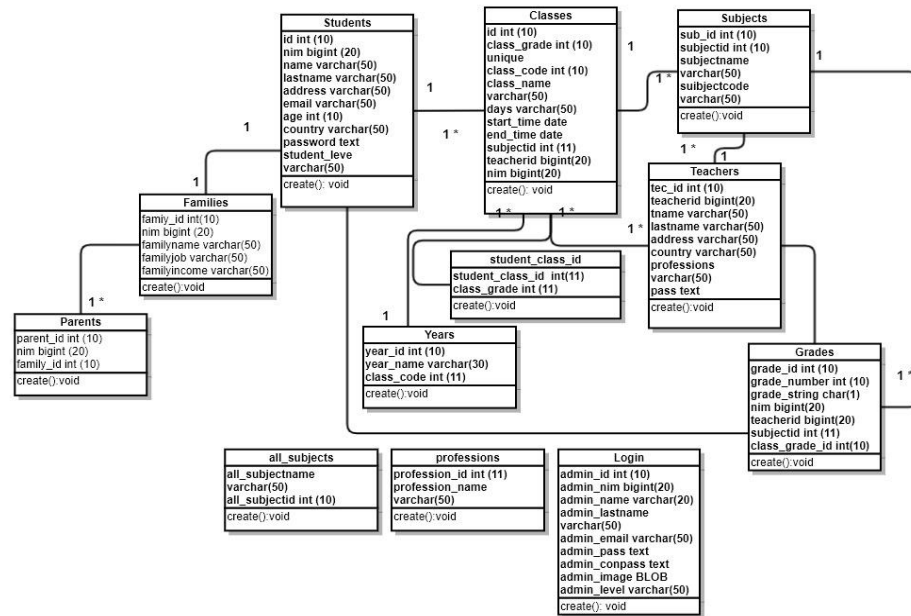 Students
id int (10)
nim bigint (20)
name varchar(50)
lastname varchar(50)
address varchar(50)
email varchar(50)
age int (10)
country varchar(50)
password text
student_leve
varchar(50)
create(): void
Classes
id int (10)
class_grade int (10)
unique
class_code int (10)
class_name
varchar(50)
days varchar(50)
start_time date
end_time date
subjectid int (11)
teacherid bigint(20)
nim bigint(20)
create(): void
Subjects
sub_id int (10)
subjectid int (10)
subjectname
varchar(50)
suibjectcode
varchar(50)
create():void
1
1 *
1
1 *
1
1
1
Families
famiy_id int(10)
nim bigint (20)
familyname varchar(50)
familyjob varchar(50)
familyincome varchar(50)
create():void
1 *
Parents
parent_id int (10)
nim bigint (20)
family_id int (10)
create():void
1 *
1 *
student_class_id
student_class_id int(11)
class_grade int (11)
create():void
1
Years
year_id int (10)
year_name varchar(30)
class_code int (11)
create():void
1 *
1
1 *
Teachers
tec_id int (10)
teacherid bigint(20)
tname varchar(50)
lastname varchar(50)
address varchar(50)
country varchar(50)
professions
varchar(50)
pass text
create():void
Grades
grade_id int (10)
grade_number int (10)
grade_string char(1)
nim bigint(20)
teacherid bigint(20)
subjectid int (11)
class_grade_id int(10)
create():void
1 *
all_subjects
all_subjectname
varchar(50)
all_subjectid int (10)
create():void
professions
profession_id int (11)
profession_name
varchar(50)
create():void
Login
admin_id int (10)
admin_nim bigint(20)
admin_name varchar(20)
admin_lastname
varchar(50)
admin_email varchar(50)
admin_pass text
admin_conpass text
admin_image BLOB
admin_level varchar(50)
create(): void